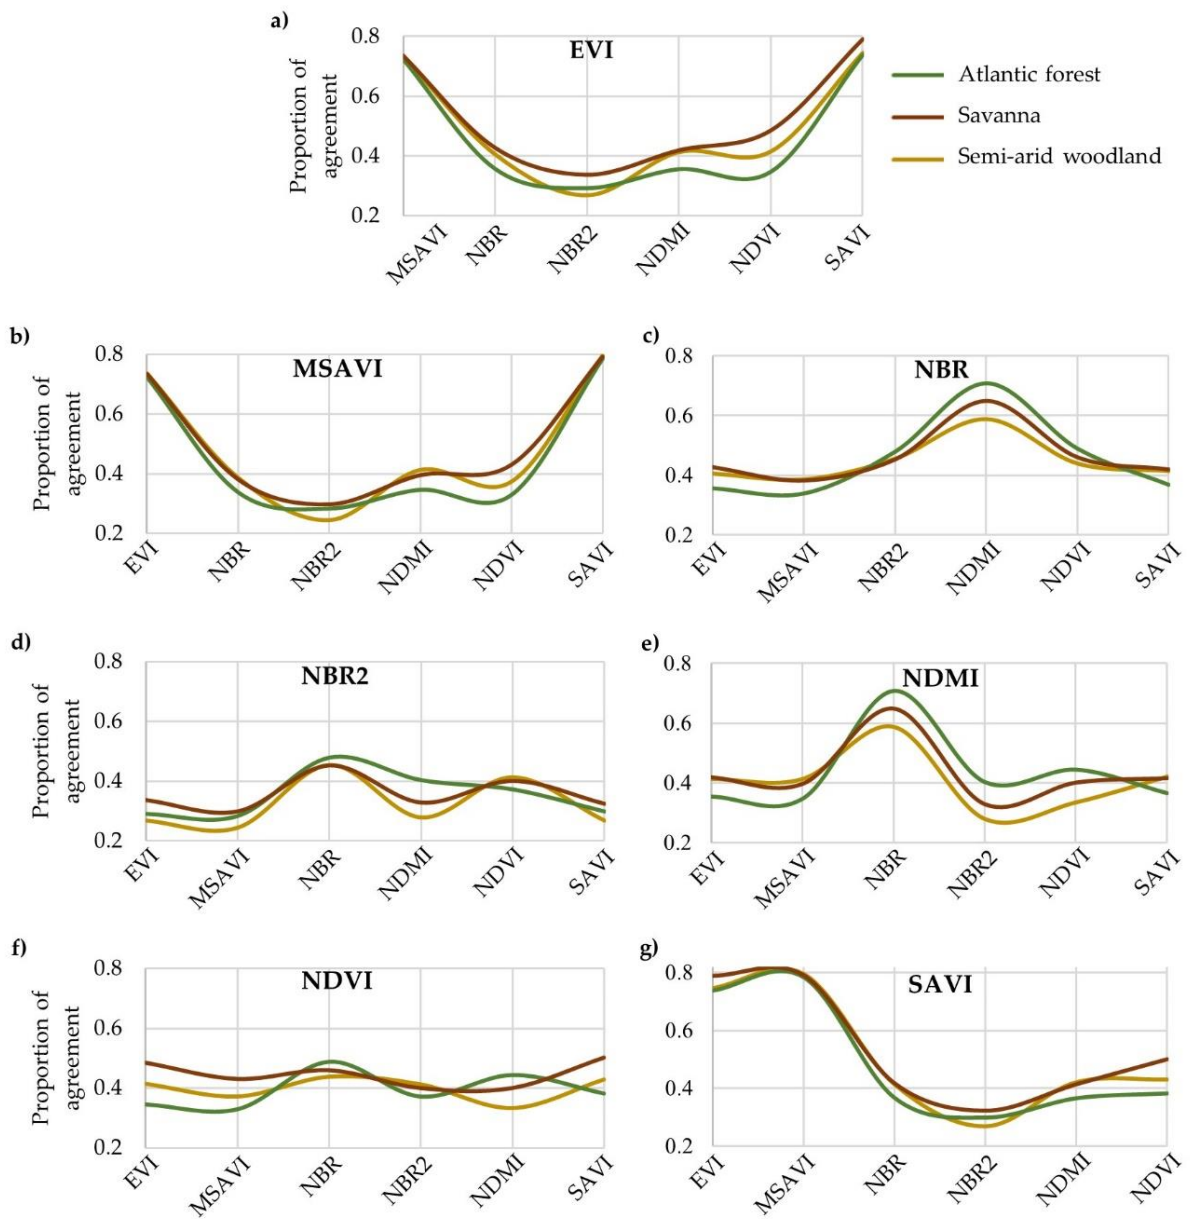 a)
EVI
Proportion of
agreement
0.8
0.6
0.4
0.2
MSAVI
NBR
NBR2
NDMI
NDVI
SAVI
Atlantic forest
Savanna
Semi-arid woodland
b)
MSAVI
Proportion of
agreement
0.8
0.6
0.4
0.2
EVI
NBR
NBR2
NDMI
NDVI
SAVI
c)
NBR
0.8
0.6
0.4
0.2
EVI
MSAVI
NBR2
NDMI
NDVI
SAVI
d)
NBR2
Proportion of
agreement
0.8
0.6
0.4
0.2
EVI
MSAVI
NBR
NDMI
NDVI
SAVI
e)
NDMI
0.8
0.6
0.4
0.2
EVI
MSAVI
NBR
NBR2
NDVI
SAVI
f)
NDVI
Proportion of
agreement
0.8
0.6
0.4
0.2
EVI
MSAVI
NBR
NBR2
NDMI
SAVI
g)
SAVI
0.8
0.6
0.4
0.2
EVI
MSAVI
NBR
NBR2
NDMI
NDVI